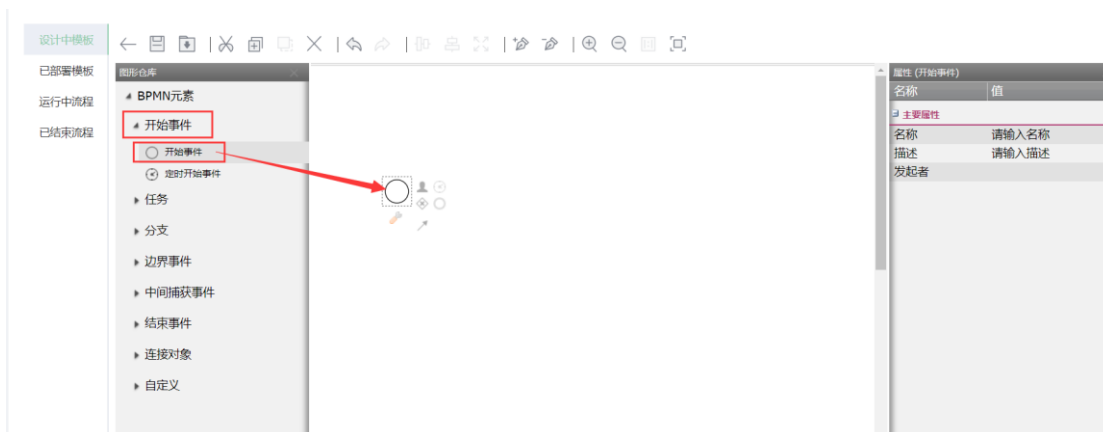 设计中模板
已部署模板
运行中流程
已结束流程
图形仓库
BPMN元素
开始事件
开始事件
定时开始事件
任务
分支
边界事件
中间捕获事件
结束事件
连接对象
自定义
属性 (开始事件)
名称 值
主要属性
名称 请输入名称
描述 请输入描述
发起者